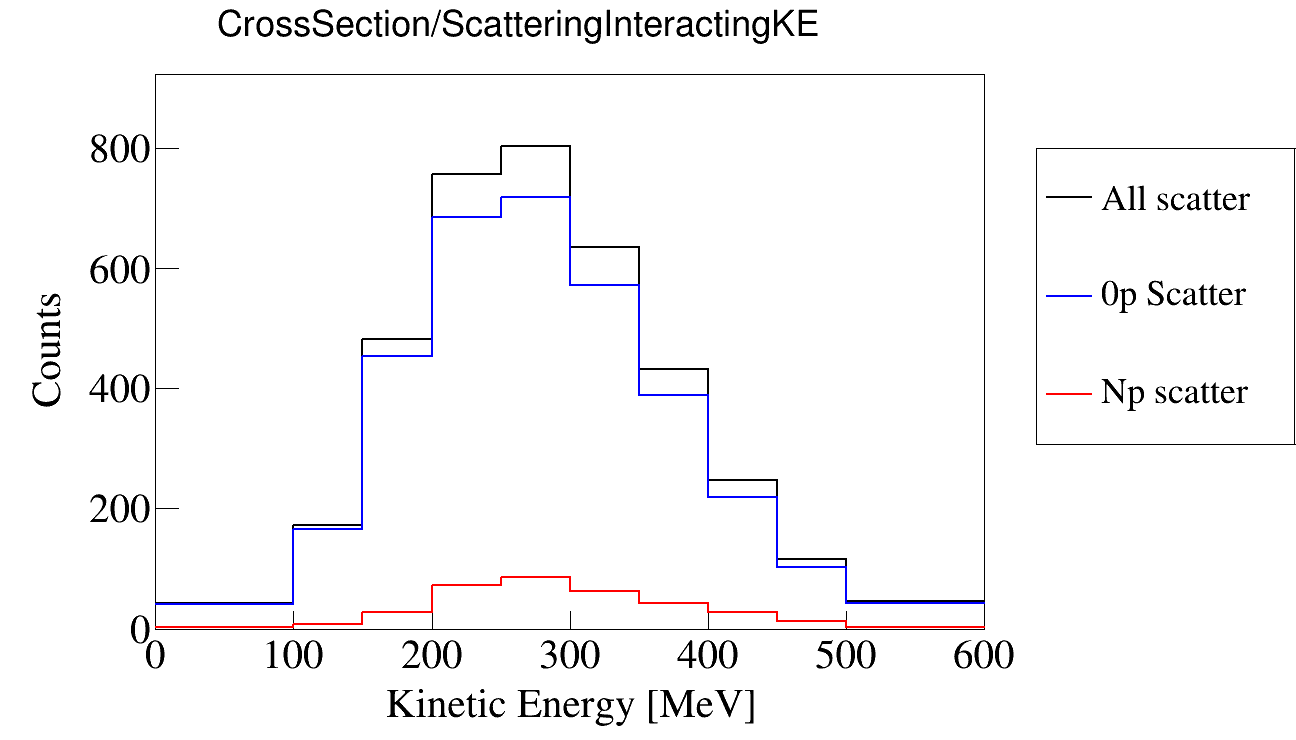 CrossSection/ScatteringInteractingKE
Counts
800
600
400
200
0
0 100 200 300 400 500 600
Kinetic Energy [MeV]
All scatter
0p Scatter
Np scatter